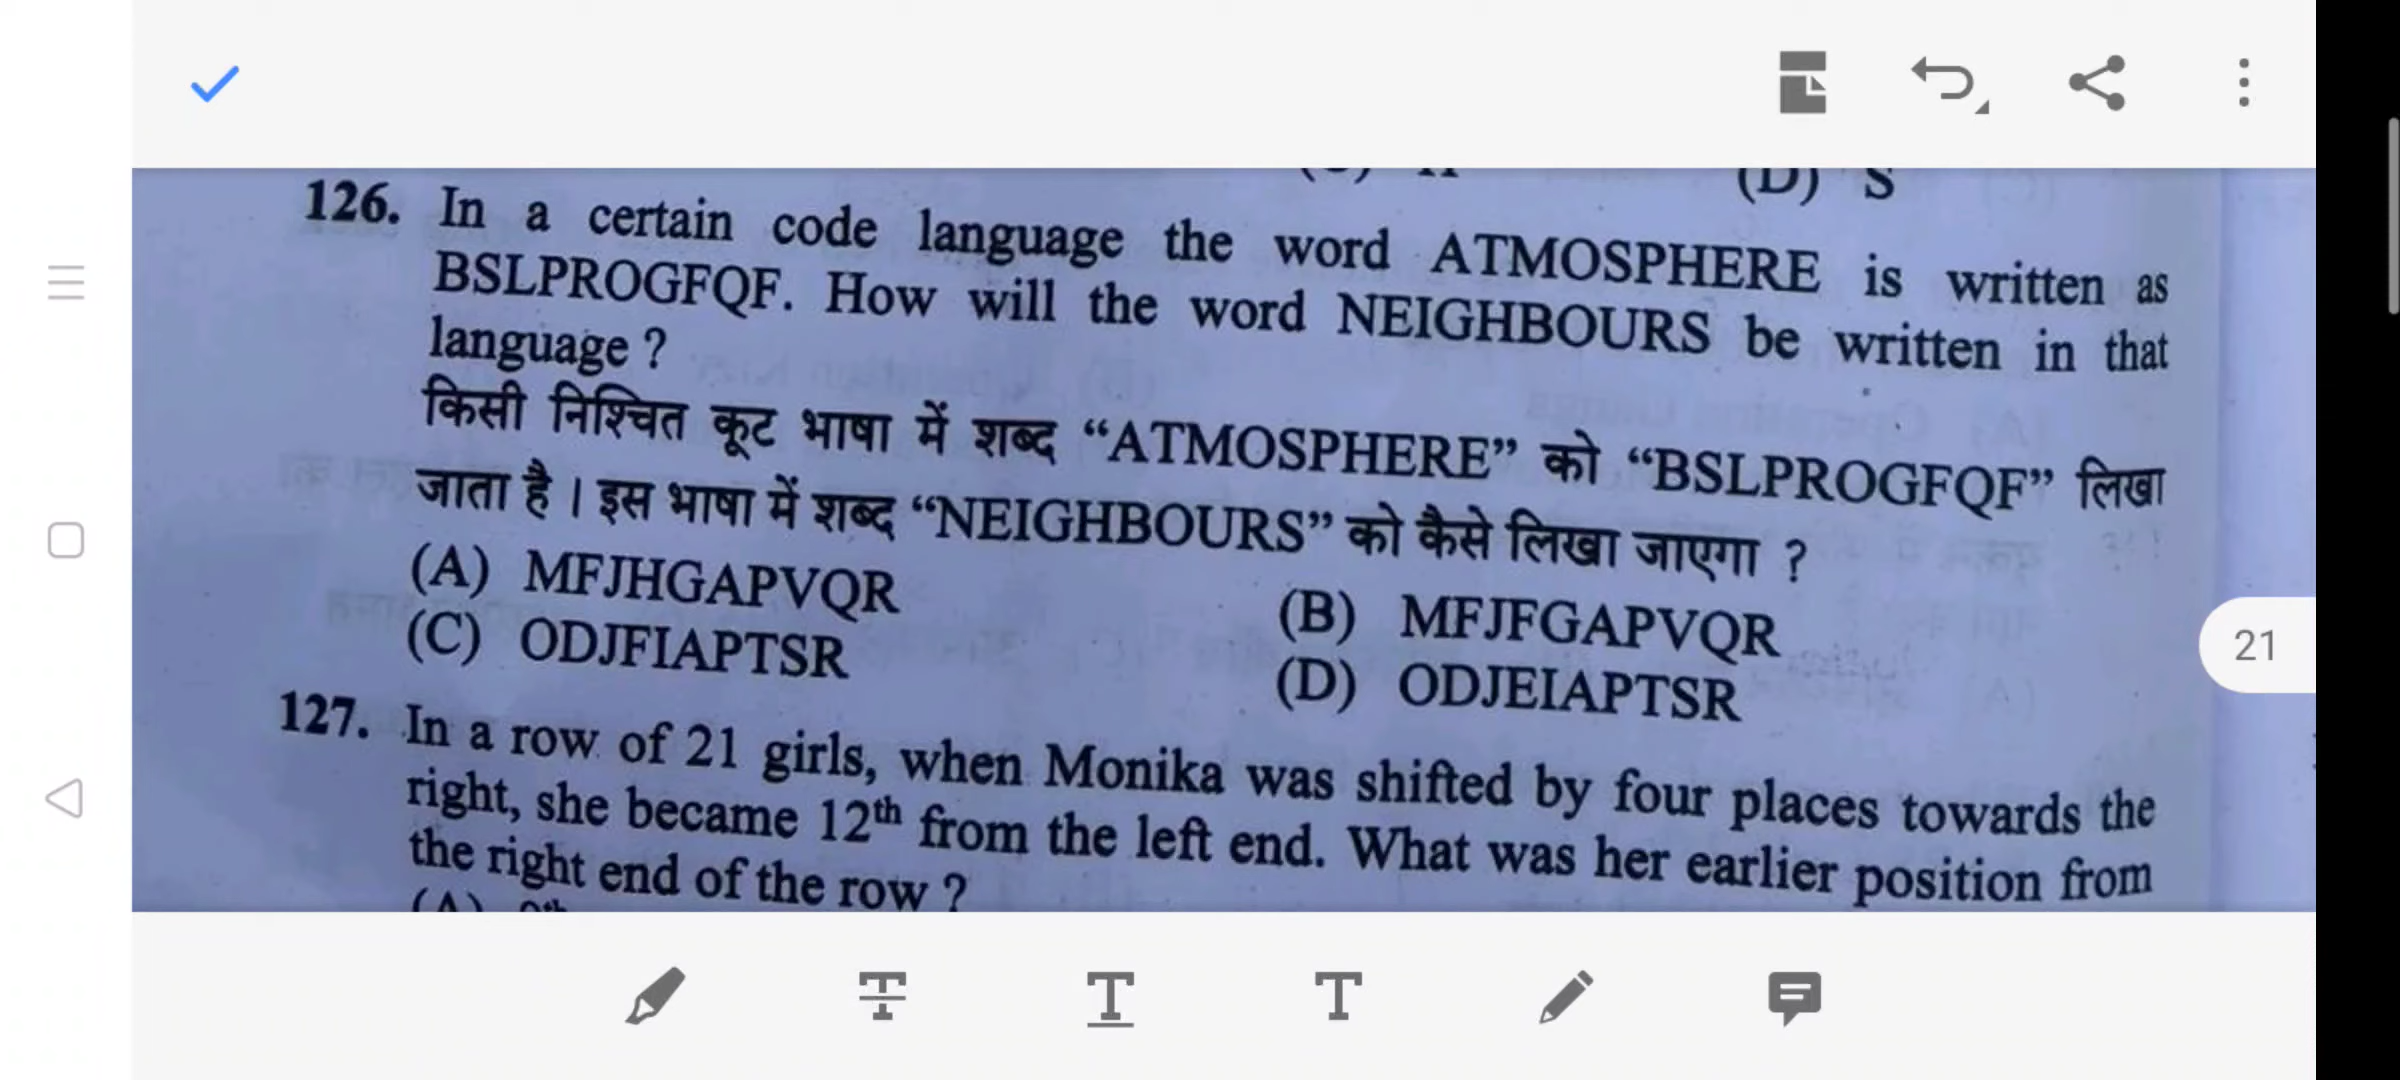 (D) S
126. In a certain code language the word ATMOSPHERE is written as
BSLPROGFQF. How will the word NEIGHBOURS be written in that
language ?
किसी निश्चित कूट भाषा में शब्द “ATMOSPHERE” को “BSLPROGFQF” लिखा
जाता है । इस भाषा में शब्द “NEIGHBOURS” को कैसे लिखा जाएगा ?
(A) MFJHGAPVQR (B) MFJFGAPVQR
(C) ODJFIAPTSR (D) ODJEIAPTSR
21
127. In a row of 21 girls, when Monika was shifted by four places towards the
right, she became 12th from the left end. What was her earlier position from
the right end of the row ?